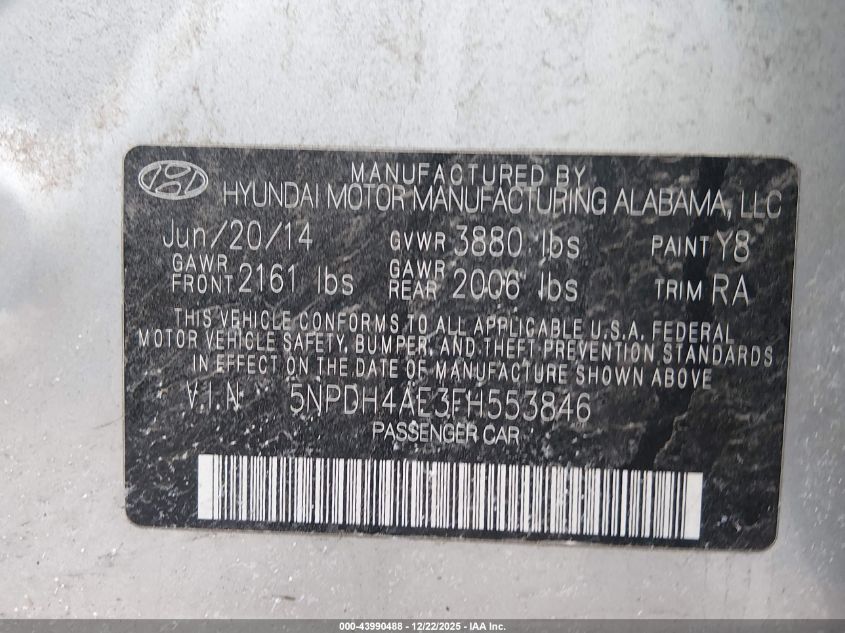 MANUFACTURED BY
HYUNDAI MOTOR MANUFACTURING ALABAMA, LLC
Jun/20/14 GVWR 3880 lbs PAINT Y8
GAWR FRONT 2161 lbs GAWR REAR 2006 lbs TRIM RA
THIS VEHICLE CONFORMS TO ALL APPLICABLE U.S.A. FEDERAL
MOTOR VEHICLE SAFETY, BUMPER, AND THEFT PREVENTION STANDARDS
IN EFFECT ON THE DATE OF MANUFACTURE SHOWN ABOVE.
V.I.N: 5NPDH4AE3FH553846
PASSENGER CAR
000-43990488 - 12/22/2025 - IAA Inc.